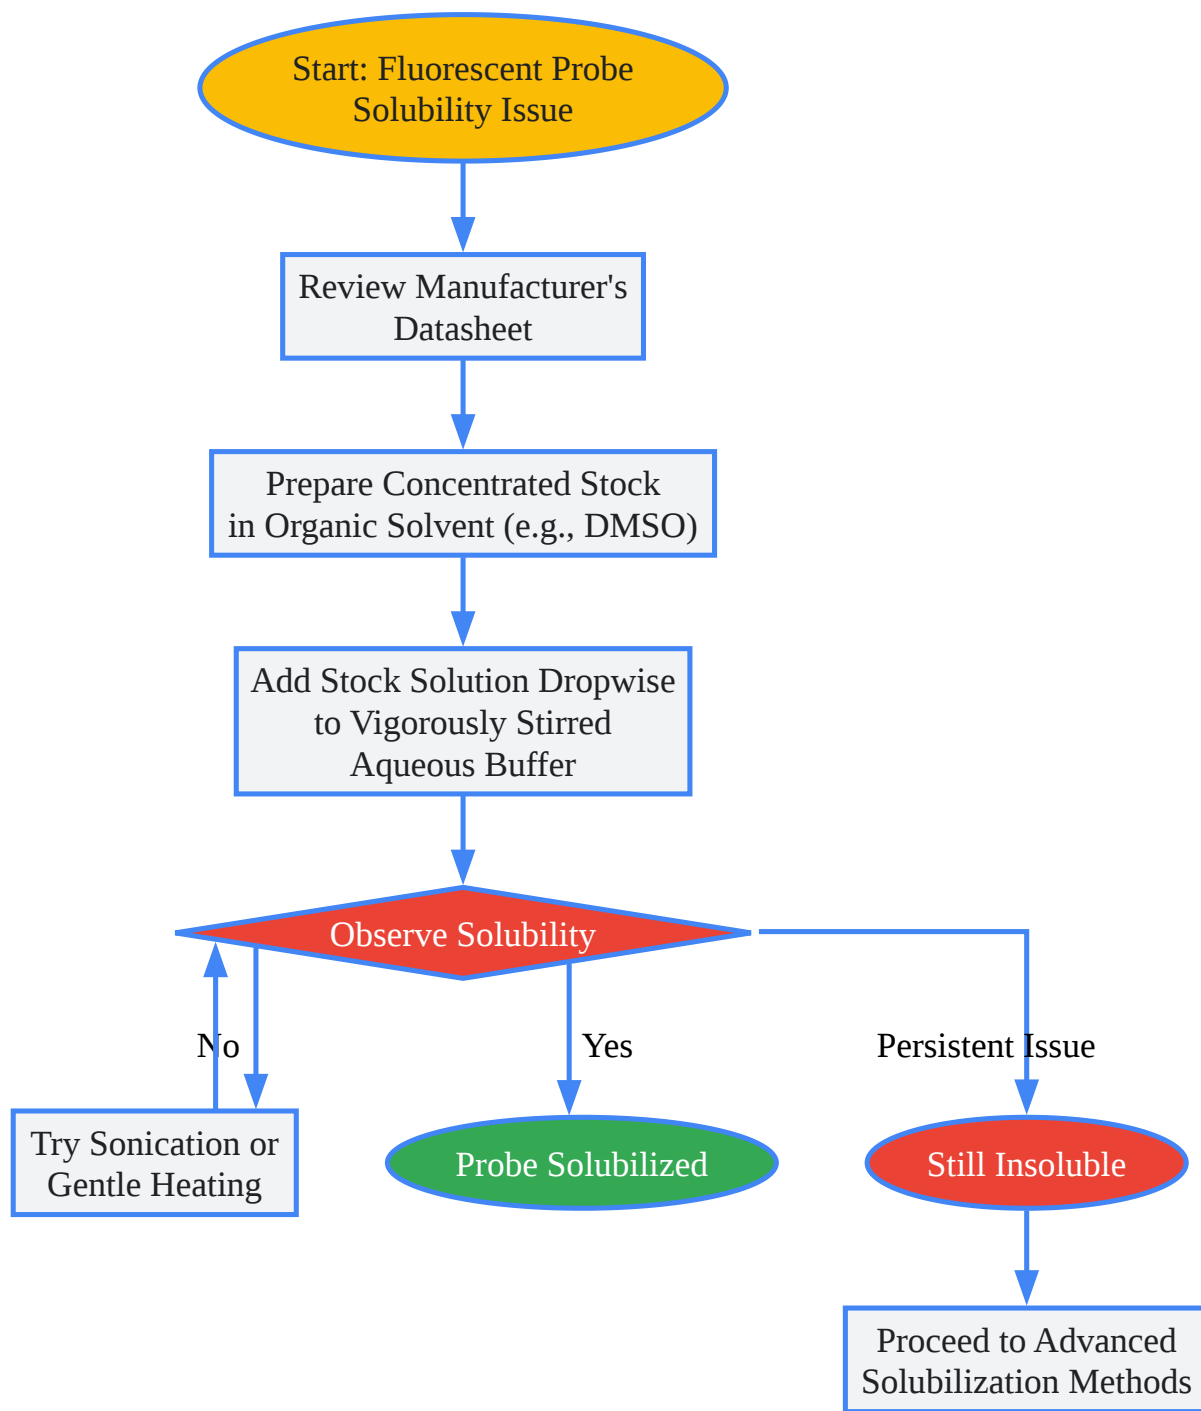 Start: Fluorescent Probe
Solubility Issue
Review Manufacturer's
Datasheet
Prepare Concentrated Stock
in Organic Solvent (e.g., DMSO)
Add Stock Solution Dropwise
to Vigorously Stirred
Aqueous Buffer
Observe Solubility
No
Yes
Persistent Issue
Try Sonication or
Gentle Heating
Probe Solubilized
Still Insoluble
Proceed to Advanced
Solubilization Methods